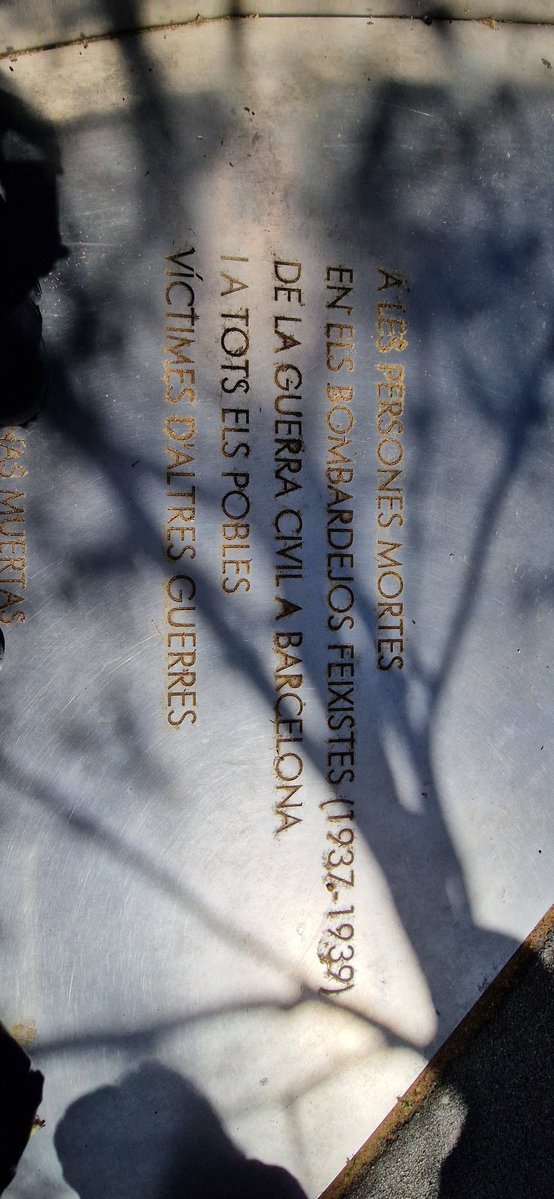 A LES PERSONES MORTES
EN ELS BOMBARDEJOS FEIXISTES (1937-1939)
DE LA GUERRA CIVIL A BARCELONA
I A TOTS ELS POBLES
VÍCTIMES D'ALTRES GUERRES
MUERTAS